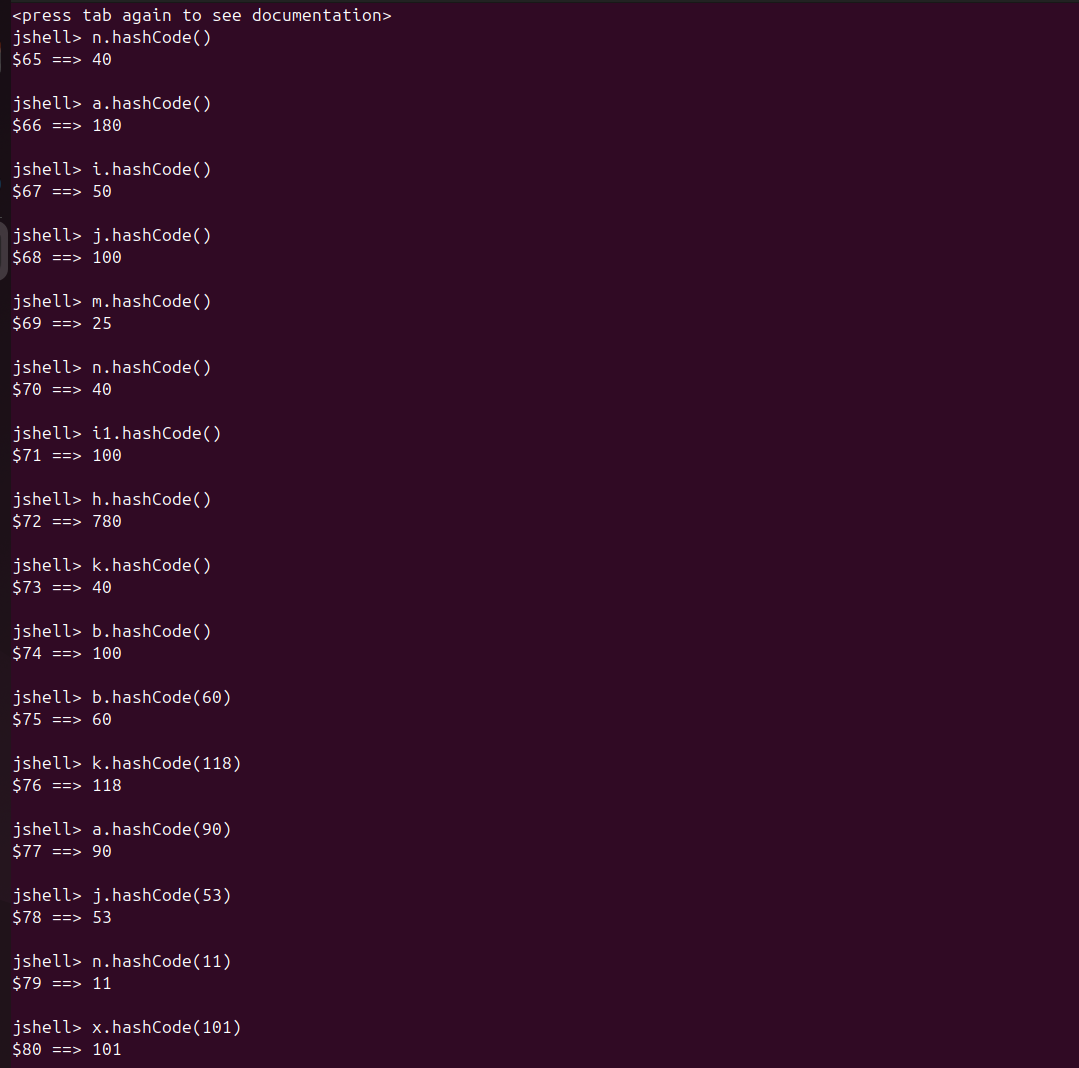 <press tab again to see documentation>
jshell> n.hashCode()
$65 ==> 40
jshell> a.hashCode()
$66 ==> 180
jshell> i.hashCode()
$67 ==> 50
jshell> j.hashCode()
$68 ==> 100
jshell> m.hashCode()
$69 ==> 25
jshell> n.hashCode()
$70 ==> 40
jshell> i1.hashCode()
$71 ==> 100
jshell> h.hashCode()
$72 ==> 780
jshell> k.hashCode()
$73 ==> 40
jshell> b.hashCode()
$74 ==> 100
jshell> b.hashCode(60)
$75 ==> 60
jshell> k.hashCode(118)
$76 ==> 118
jshell> a.hashCode(90)
$77 ==> 90
jshell> j.hashCode(53)
$78 ==> 53
jshell> n.hashCode(11)
$79 ==> 11
jshell> x.hashCode(101)
$80 ==> 101